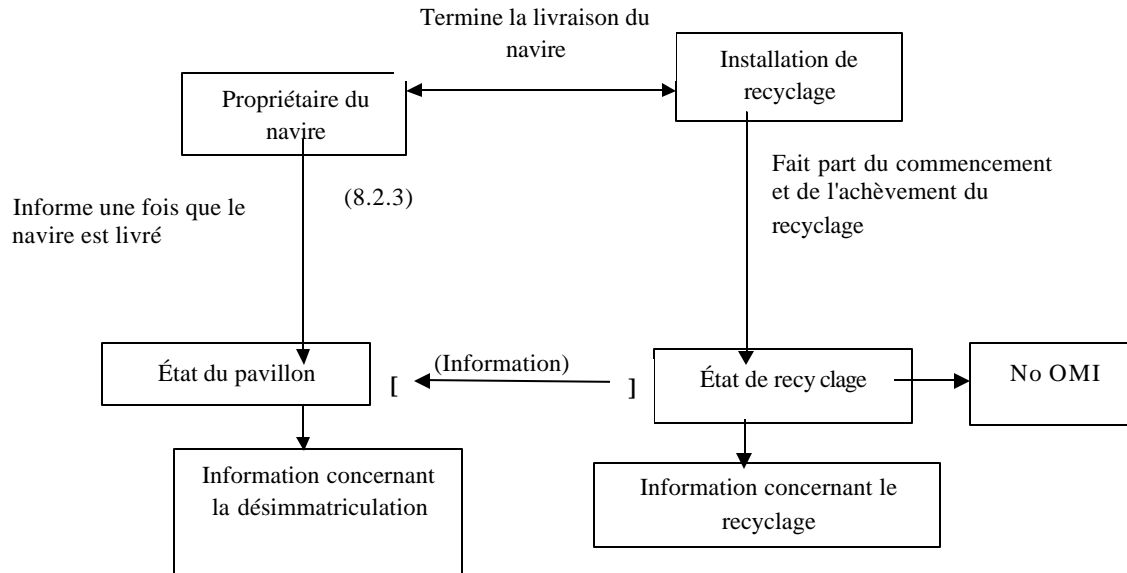 Termine la livraison du
navire
Installation de
recyclage
Propriétaire du
navire
Fait part du commencement
et de l'achèvement du
recyclage
(8.2.3)
Informe une fois que le
navire est livré
État du pavillon
[
(Information)
]
État de recy clage
No OMI
Information concernant
la désimmatriculation
Information concernant le
recyclage